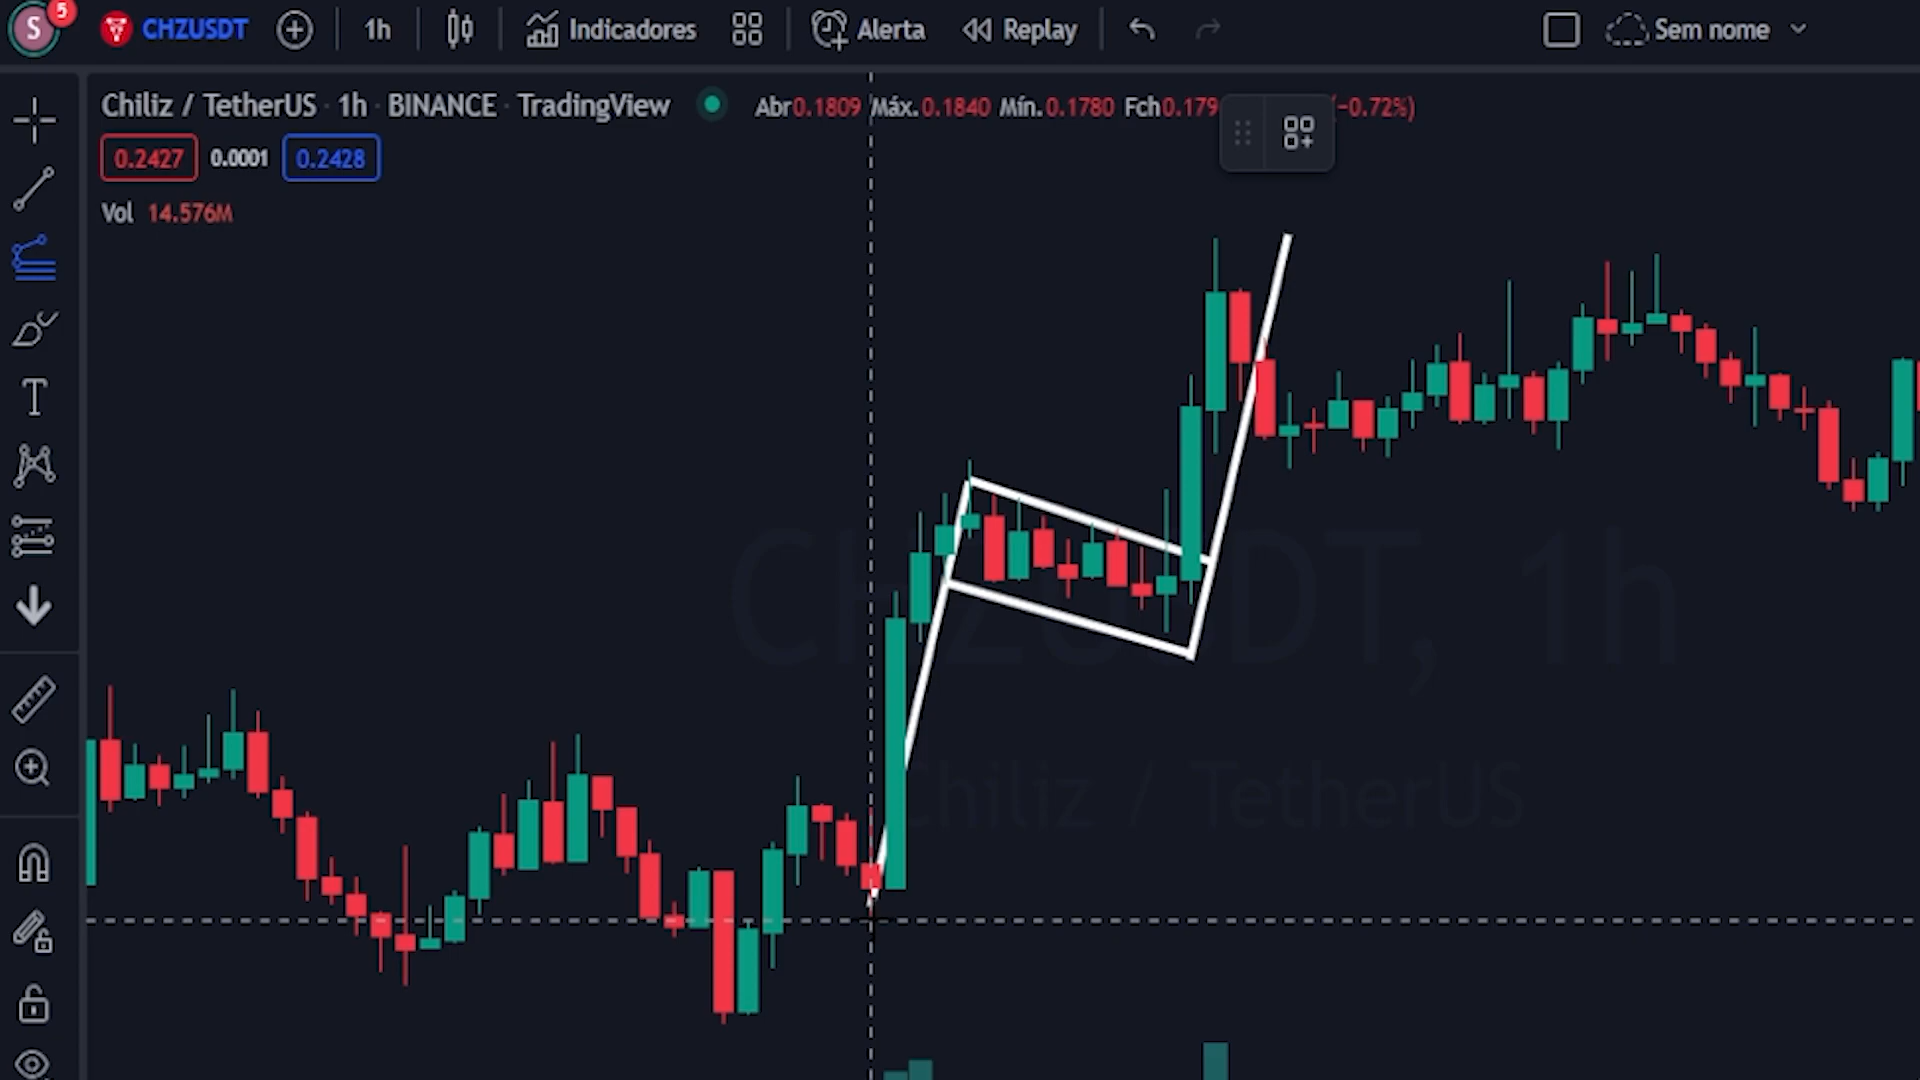 S 5 CHZUSDT 1h Indicadores Alerta Replay Sem nome
Chiliz / TetherUS · 1h · BINANCE · TradingView Abr0.1809 Máx.0.1840 Mín.0.1780 Fch0.179 (−0.72%)
0.2427 0.0001 0.2428
Vol 14.576M
CHZUSDT, 1h
Chiliz / TetherUS